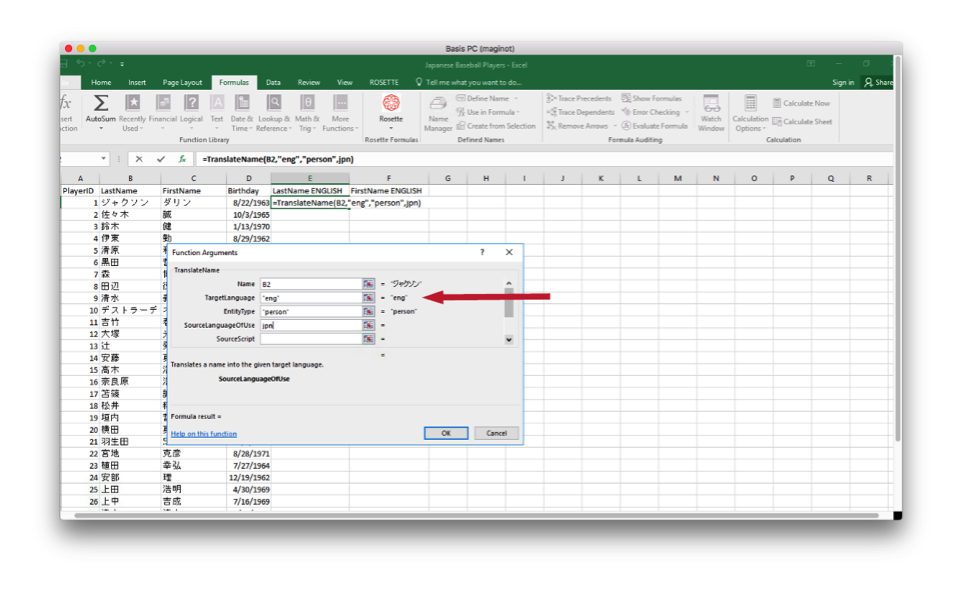 Basis PC (maginot)
Japanese Baseball Players - Excel
Home Insert Page Layout Formulas Data Review View ROSETTE Tell me what you want to do... Sign in Share
AutoSum Recently Used Financial Logical Text Date & Time Lookup & Reference Math & Trig More Functions
Function Library
Rosette
Rosette Formulas
Name Manager Define Name Use in Formula Create from Selection
Defined Names
Trace Precedents Trace Dependents Remove Arrows Show Formulas Error Checking Evaluate Formula Watch Window
Formula Auditing
Calculation Options Calculate Now Calculate Sheet
Calculation
fx =TranslateName(B2,"eng","person",jpn)
A B C D E F G H I J K L M N O P Q R
PlayerID LastName FirstName Birthday LastName ENGLISH FirstName ENGLISH
1 ジャクソン ダリン 8/22/1963 =TranslateName(B2,"eng","person",jpn)
2 佐々木 誠 10/3/1965
3 鈴木 健 1/13/1970
4 伊東 勤 8/29/1962
5 清原
6 黒田
7 森
8 田辺
9 清水
10 デストラーデ
11 吉竹
12 大塚
13 辻
14 安藤
15 高木
16 奈良原
17 苫篠
18 松井
19 垣内
20 横田
21 羽生田
22 宮地 克彦 8/28/1971
23 植田 幸弘 7/27/1964
24 安部 理 12/19/1962
25 上田 浩明 4/30/1969
26 上中 吉成 7/16/1969
Function Arguments ?
TranslateName
Name B2 = "ジャクソン"
TargetLanguage "eng" = "eng"
EntityType "person" = "person"
SourceLanguageOfUse jpn =
SourceScript =
=
Translates a name into the given target language.
SourceLanguageOfUse
Formula result =
Help on this function OK Cancel